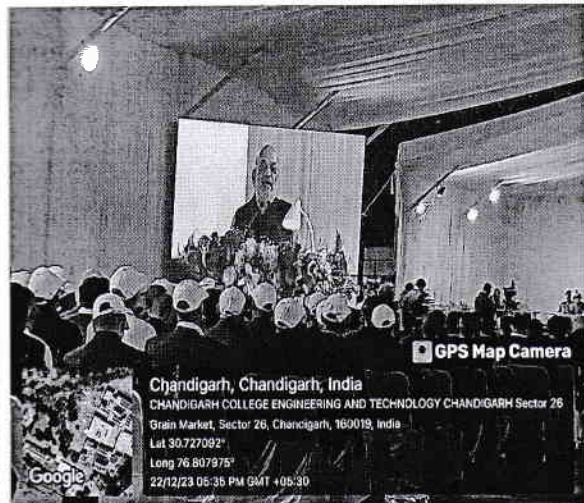 GPS Map Camera
Chandigarh, Chandigarh, India
CHANDIGARH COLLEGE ENGINEERING AND TECHNOLOGY CHANDIGARH Sector 26
Grain Market, Sector 26, Chandigarh, 160019, India
Lat 30.727092°
Long 76.807975°
22/12/23 05:35 PM GMT +05:30
Google